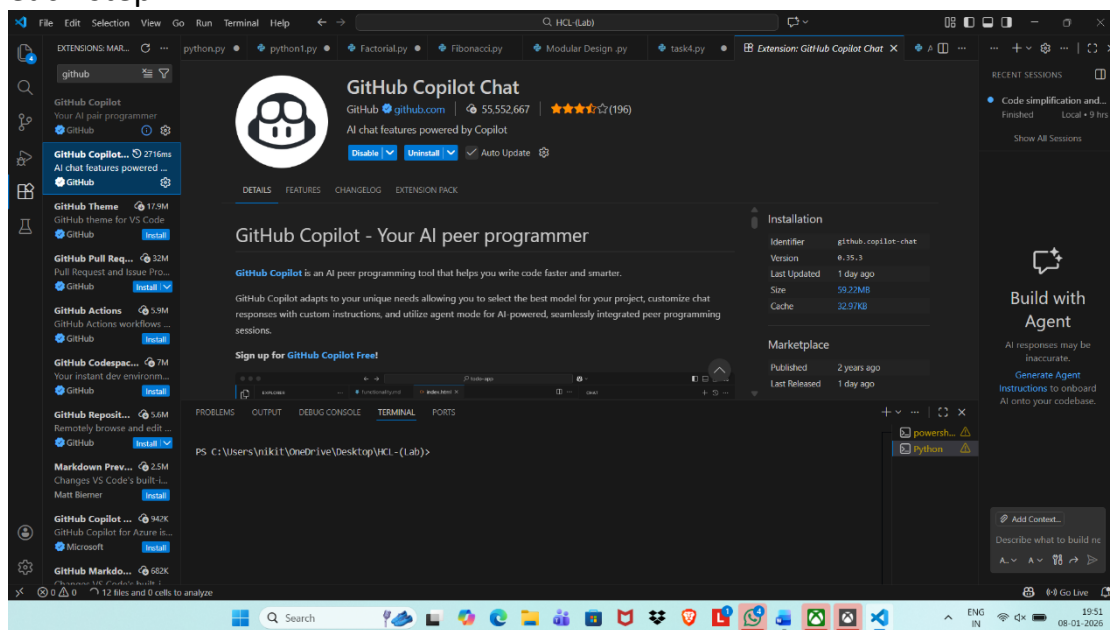 File Edit Selection View Go Run Terminal Help
HCL-(Lab)
EXTENSIONS: MAR...
python.py
python1.py
Factorial.py
Fibonacci.py
Modular Design .py
task4.py
Extension: GitHub Copilot Chat
github
GitHub Copilot
Your AI pair programmer
GitHub
GitHub Copilot... 2716ms
AI chat features powered ...
GitHub
GitHub Theme 17.9M
GitHub theme for VS Code
GitHub Install
GitHub Pull Req... 32M
Pull Request and Issue Pro...
GitHub Install
GitHub Actions 5.9M
GitHub Actions workflows ...
GitHub Install
GitHub Codespac... 7M
Your instant dev environm...
GitHub Install
GitHub Reposit... 5.6M
Remotely browse and edit ...
GitHub Install
Markdown Prev... 2.5M
Changes VS Code's built-i...
Matt Bierner Install
GitHub Copilot ... 942K
GitHub Copilot for Azure is...
Microsoft Install
GitHub Markdo... 682K
Changes VS Code's built-i
GitHub Copilot Chat
GitHub github.com 55,552,667 (196)
AI chat features powered by Copilot
Disable Uninstall Auto Update
DETAILS FEATURES CHANGELOG EXTENSION PACK
GitHub Copilot - Your AI peer programmer
GitHub Copilot is an AI peer programming tool that helps you write code faster and smarter.
GitHub Copilot adapts to your unique needs allowing you to select the best model for your project, customize chat
responses with custom instructions, and utilize agent mode for AI-powered, seamlessly integrated peer programming
sessions.
Sign up for GitHub Copilot Free!
Installation
Identifier github.copilot-chat
Version 0.35.3
Last Updated 1 day ago
Size 59.22MB
Cache 32.97KB
Marketplace
Published 2 years ago
Last Released 1 day ago
PROBLEMS OUTPUT DEBUG CONSOLE TERMINAL PORTS
PS C:\Users\nikit\OneDrive\Desktop\HCL-(Lab)>
powersh...
Python
RECENT SESSIONS
Code simplification and...
Finished Local • 9 hrs
Show All Sessions
Build with
Agent
AI responses may be
inaccurate.
Generate Agent
Instructions to onboard
AI onto your codebase.
Add Context...
Describe what to build ne
0 0 12 files and 0 cells to analyze
Go Live
Search
ENG
IN
19:51
08-01-2026